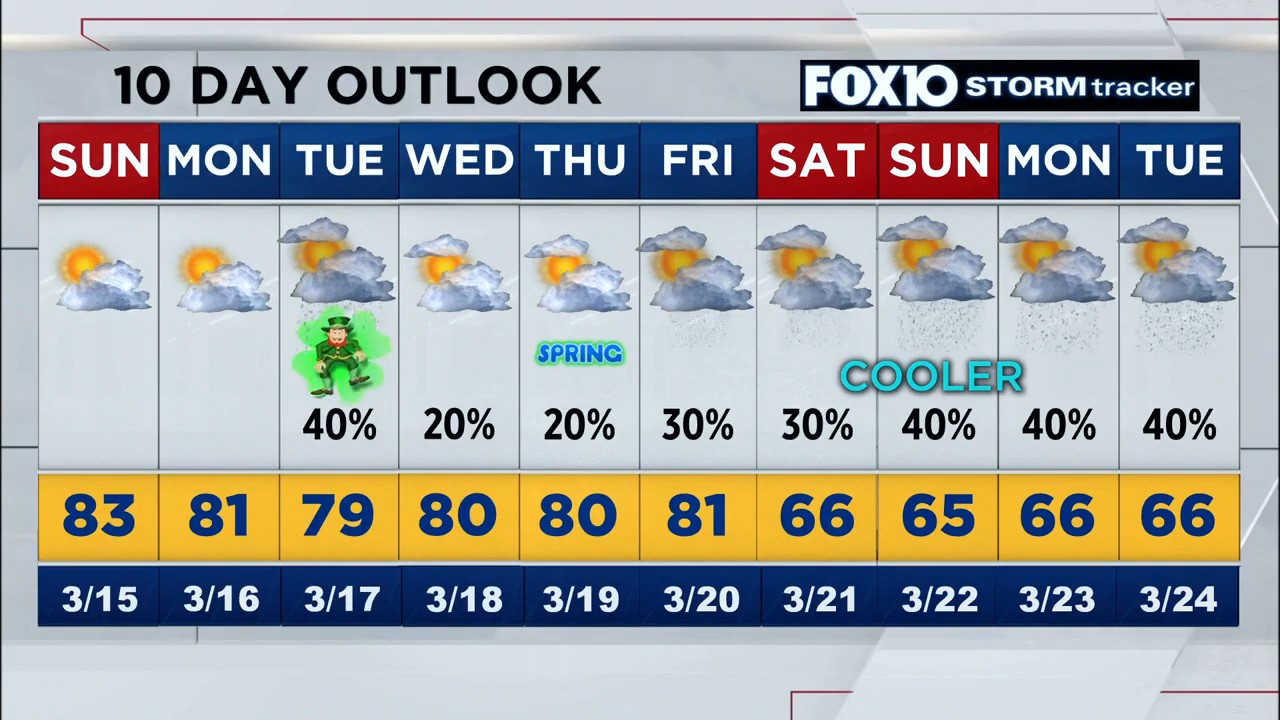 10 DAY OUTLOOK
FOX10 STORM tracker
SUN MON TUE WED THU FRI SAT SUN MON TUE
SPRING
COOLER
40% 20% 20% 30% 30% 40% 40% 40%
83 81 79 80 80 81 66 65 66 66
3/15 3/16 3/17 3/18 3/19 3/20 3/21 3/22 3/23 3/24